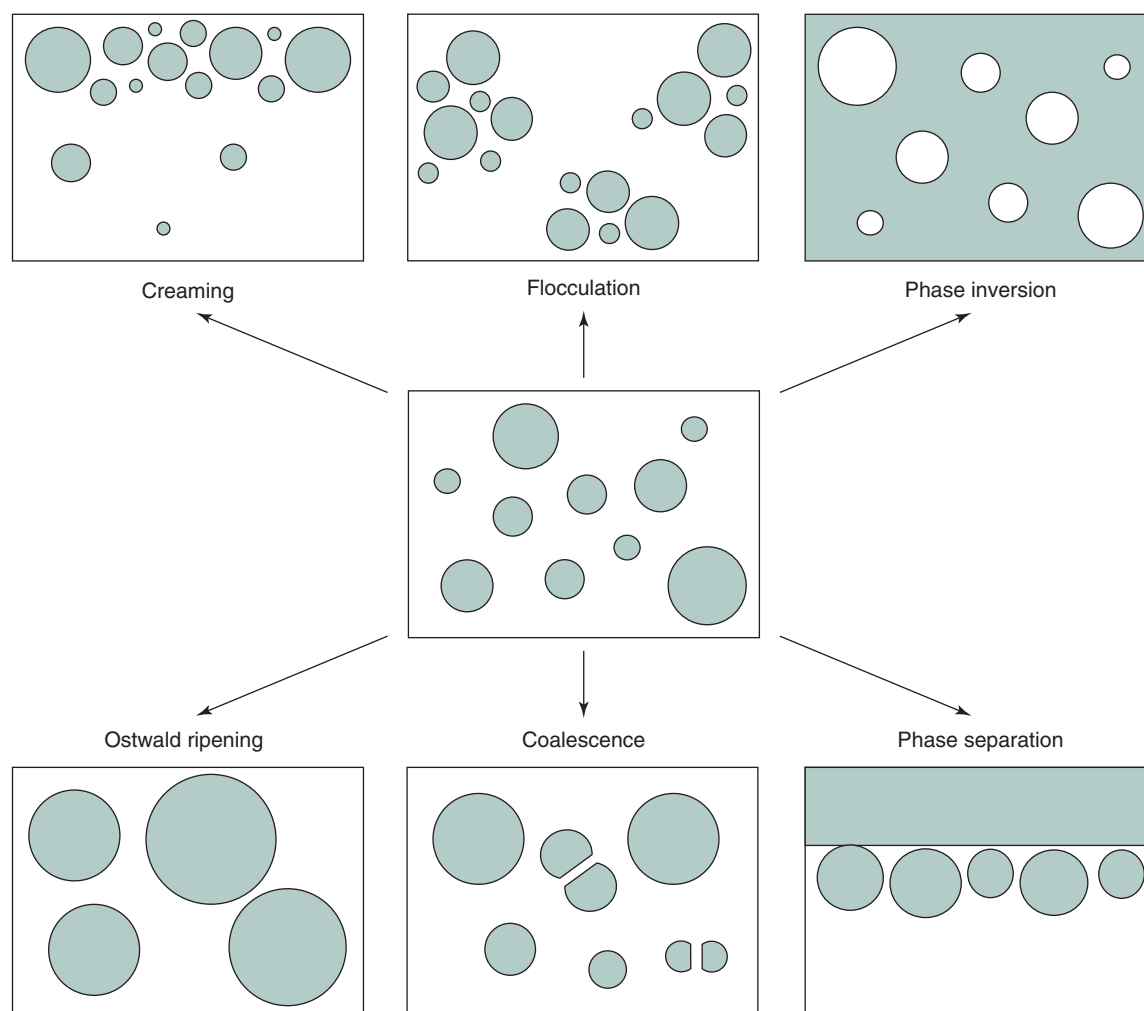 Creaming
Flocculation
Phase inversion
Ostwald ripening
Coalescence
Phase separation